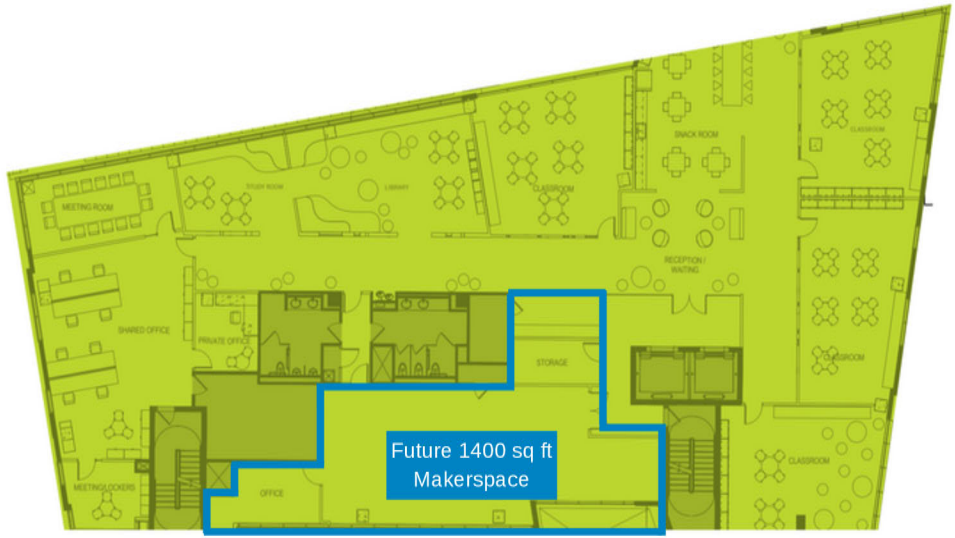 SNACK ROOM
CLASSROOM
STUDY ROOM
LIBRARY
CLASSROOM
MEETING ROOM
RECEPTION /
WAITING
SHARED OFFICE
PRIVATE OFFICE
STORAGE
CLASSROOM
Future 1400 sq ft
Makerspace
CLASSROOM
MEETING/LOCKERS
OFFICE